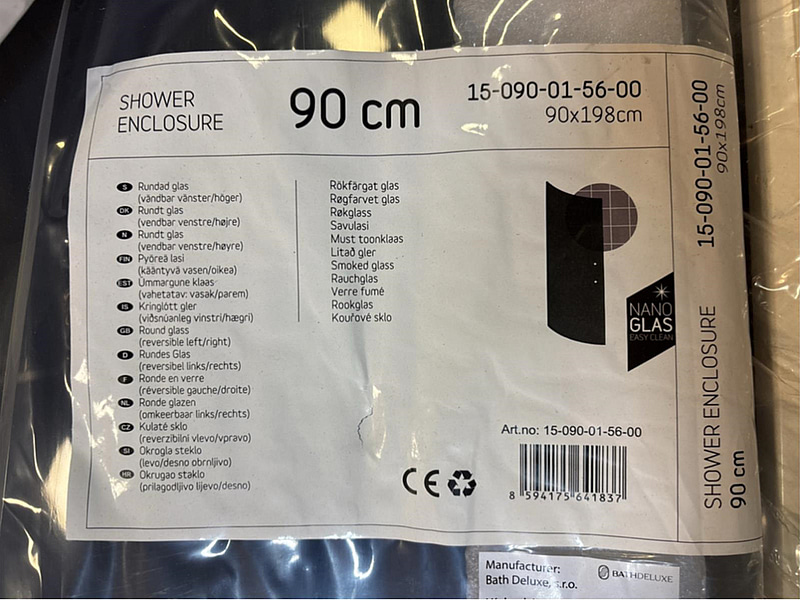 SHOWER
ENCLOSURE
90 cm
15-090-01-56-00
90x198cm
S Rundad glas
(vändbar vänster/höger)
DK Rundt glas
(vendbar venstre/højre)
N Rundt glas
(vendbar venstre/høyre)
FIN Pyöreä lasi
(kääntyvä vasen/oikea)
EST Ümmargune klaas
(vahetatav: vasak/parem)
IS Kringlótt gler
(viðsnúanleg vinstri/hægri)
GB Round glass
(reversible left/right)
D Rundes Glas
(reversibel links/rechts)
F Ronde en verre
(réversible gauche/droite)
NL Ronde glazen
(omkeerbaar links/rechts)
CZ Kulaté sklo
(reverzibilní vlevo/vpravo)
SI Okrogla steklo
(levo/desno obrnljivo)
HR Okrugao staklo
(prilagodljivo lijevo/desno)
Rökfärgat glas
Røgfarvet glas
Røkglass
Savulasi
Must toonklaas
Litað gler
Smoked glass
Rauchglas
Verre fumé
Rookglas
Kouřové sklo
NANO
GLAS
EASY CLEAN
Art.no: 15-090-01-56-00
CE
8 594175 641837
SHOWER ENCLOSURE
90 cm
15-090-01-56-00
90x198cm
Manufacturer:
Bath Deluxe, s.r.o.
BATHDELUXE